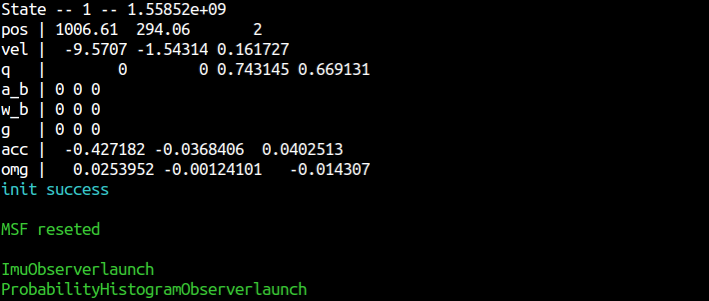 State -- 1 -- 1.55852e+09
pos | 1006.61 294.06 2
vel | -9.5707 -1.54314 0.161727
q | 0 0 0.743145 0.669131
a_b | 0 0 0
w_b | 0 0 0
g | 0 0 0
acc | -0.427182 -0.0368406 0.0402513
omg | 0.0253952 -0.00124101 -0.014307
init success
MSF reseted
ImuObserverlaunch
ProbabilityHistogramObserverlaunch